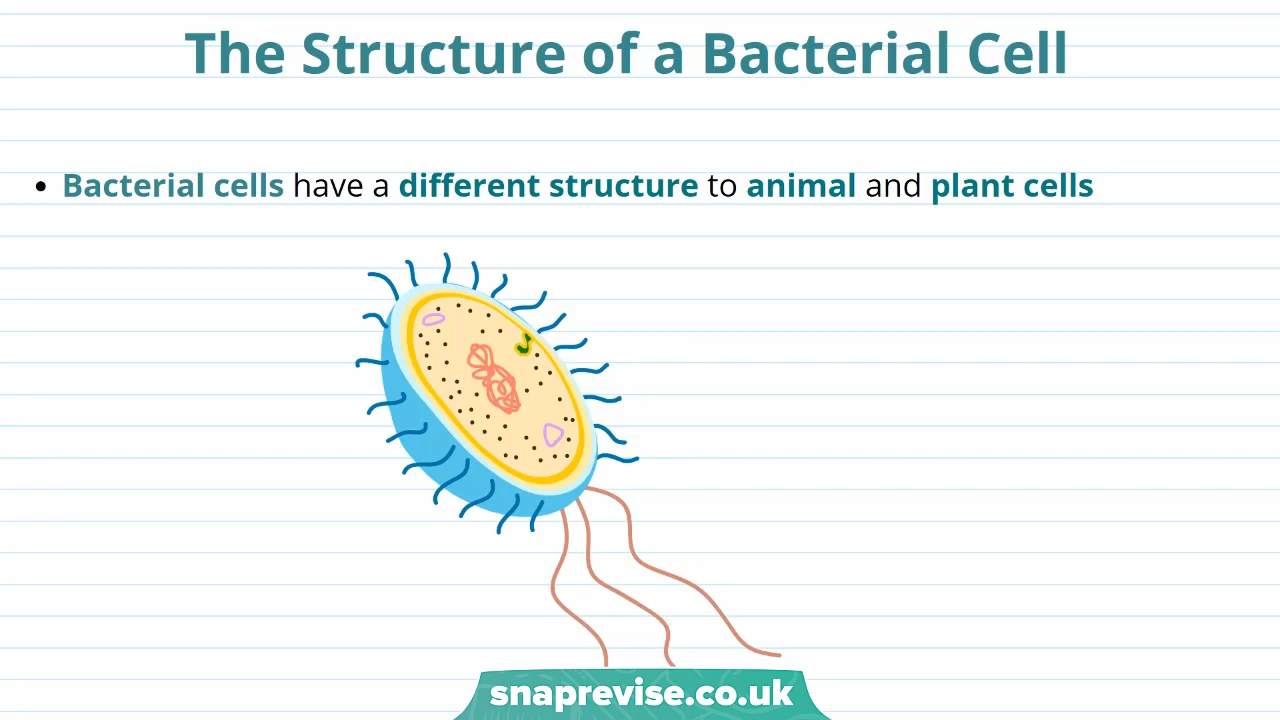 The Structure of a Bacterial Cell
• Bacterial cells have a different structure to animal and plant cells
snaprevise.co.uk